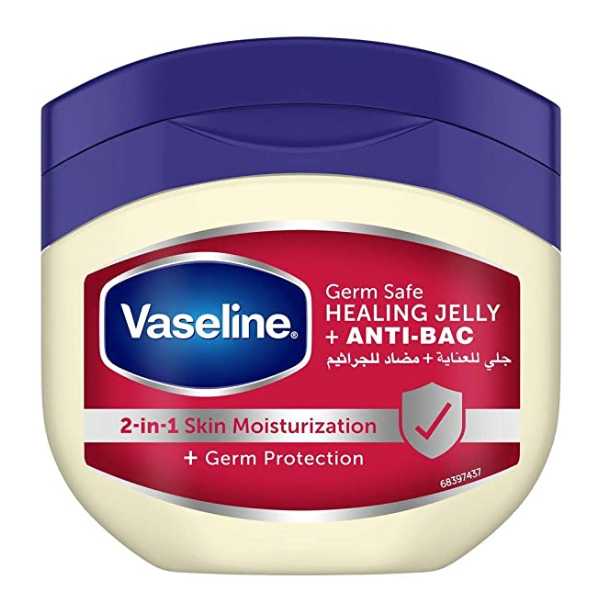 Vaseline®
Germ Safe
HEALING JELLY
+ ANTI-BAC
جلي للعناية + مضاد للجراثيم
2-in-1 Skin Moisturization
+ Germ Protection
68397437